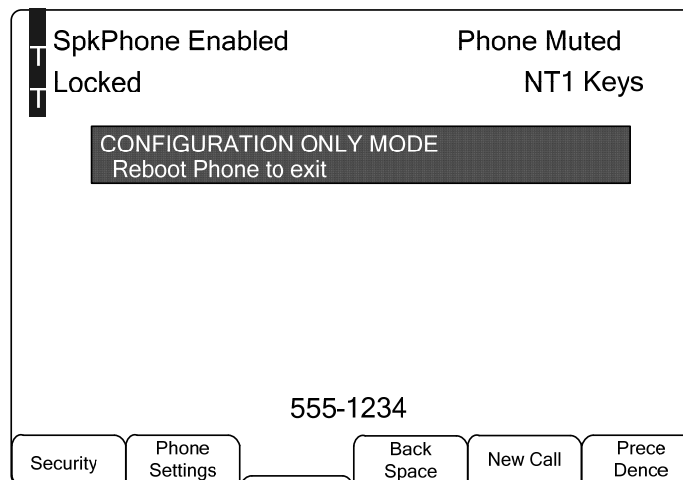 T SpkPhone Enabled Phone Muted
T Locked NT1 Keys
CONFIGURATION ONLY MODE
Reboot Phone to exit
555-1234
Security
Phone
Settings
Back
Space
New Call
Prece
Dence